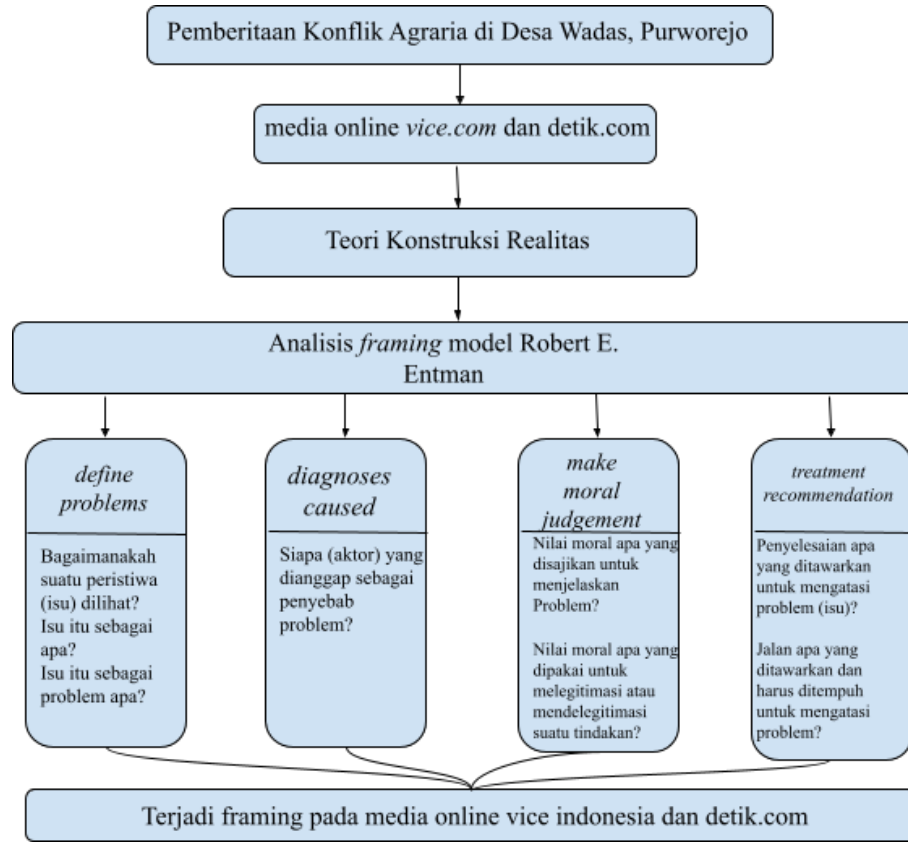 Pemberitaan Konflik Agraria di Desa Wadas, Purworejo
media online vice.com dan detik.com
Teori Konstruksi Realitas
Analisis framing model Robert E.
Entman
define
problems
Bagaimanakah
suatu peristiwa
(isu) dilihat?
Isu itu sebagai
apa?
Isu itu sebagai
problem apa?
diagnoses
caused
Siapa (aktor) yang
dianggap sebagai
penyebab
problem?
make
moral
judgement
Nilai moral apa yang
disajikan untuk
menjelaskan
Problem?
Nilai moral apa yang
dipakai untuk
melegitimasi atau
mendelegitimasi
suatu tindakan?
treatment
recommendation
Penyelesaian apa
yang ditawarkan
untuk mengatasi
problem (isu)?
Jalan apa yang
ditawarkan dan
harus ditempuh
untuk mengatasi
problem?
Terjadi framing pada media online vice indonesia dan detik.com